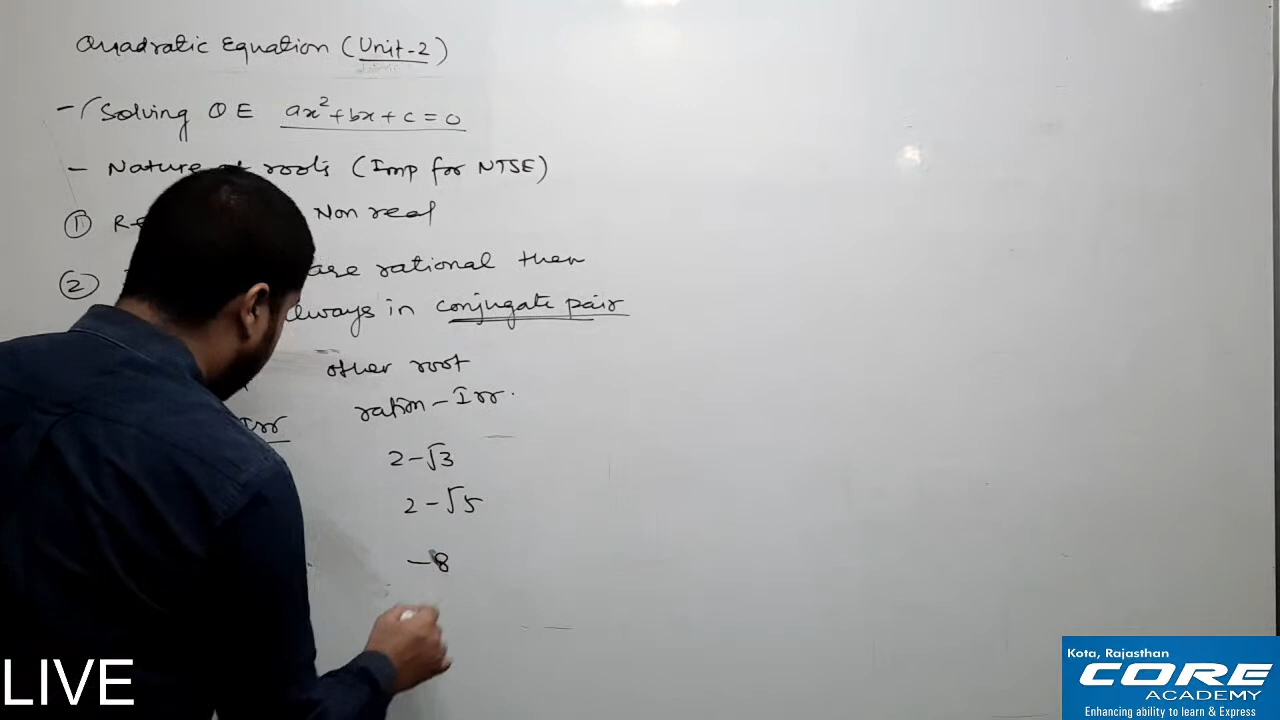 Quadratic Equation (Unit-2)
- Solving QE ax²+bx+c=0
- Nature of roots (Imp for NTSE)
① Non real
② are rational then
always in conjugate pair
other root
Irr
ration - Irr.
2-√3
2-√5
-8
LIVE
Kota, Rajasthan
CORE
ACADEMY
Enhancing ability to learn & Express